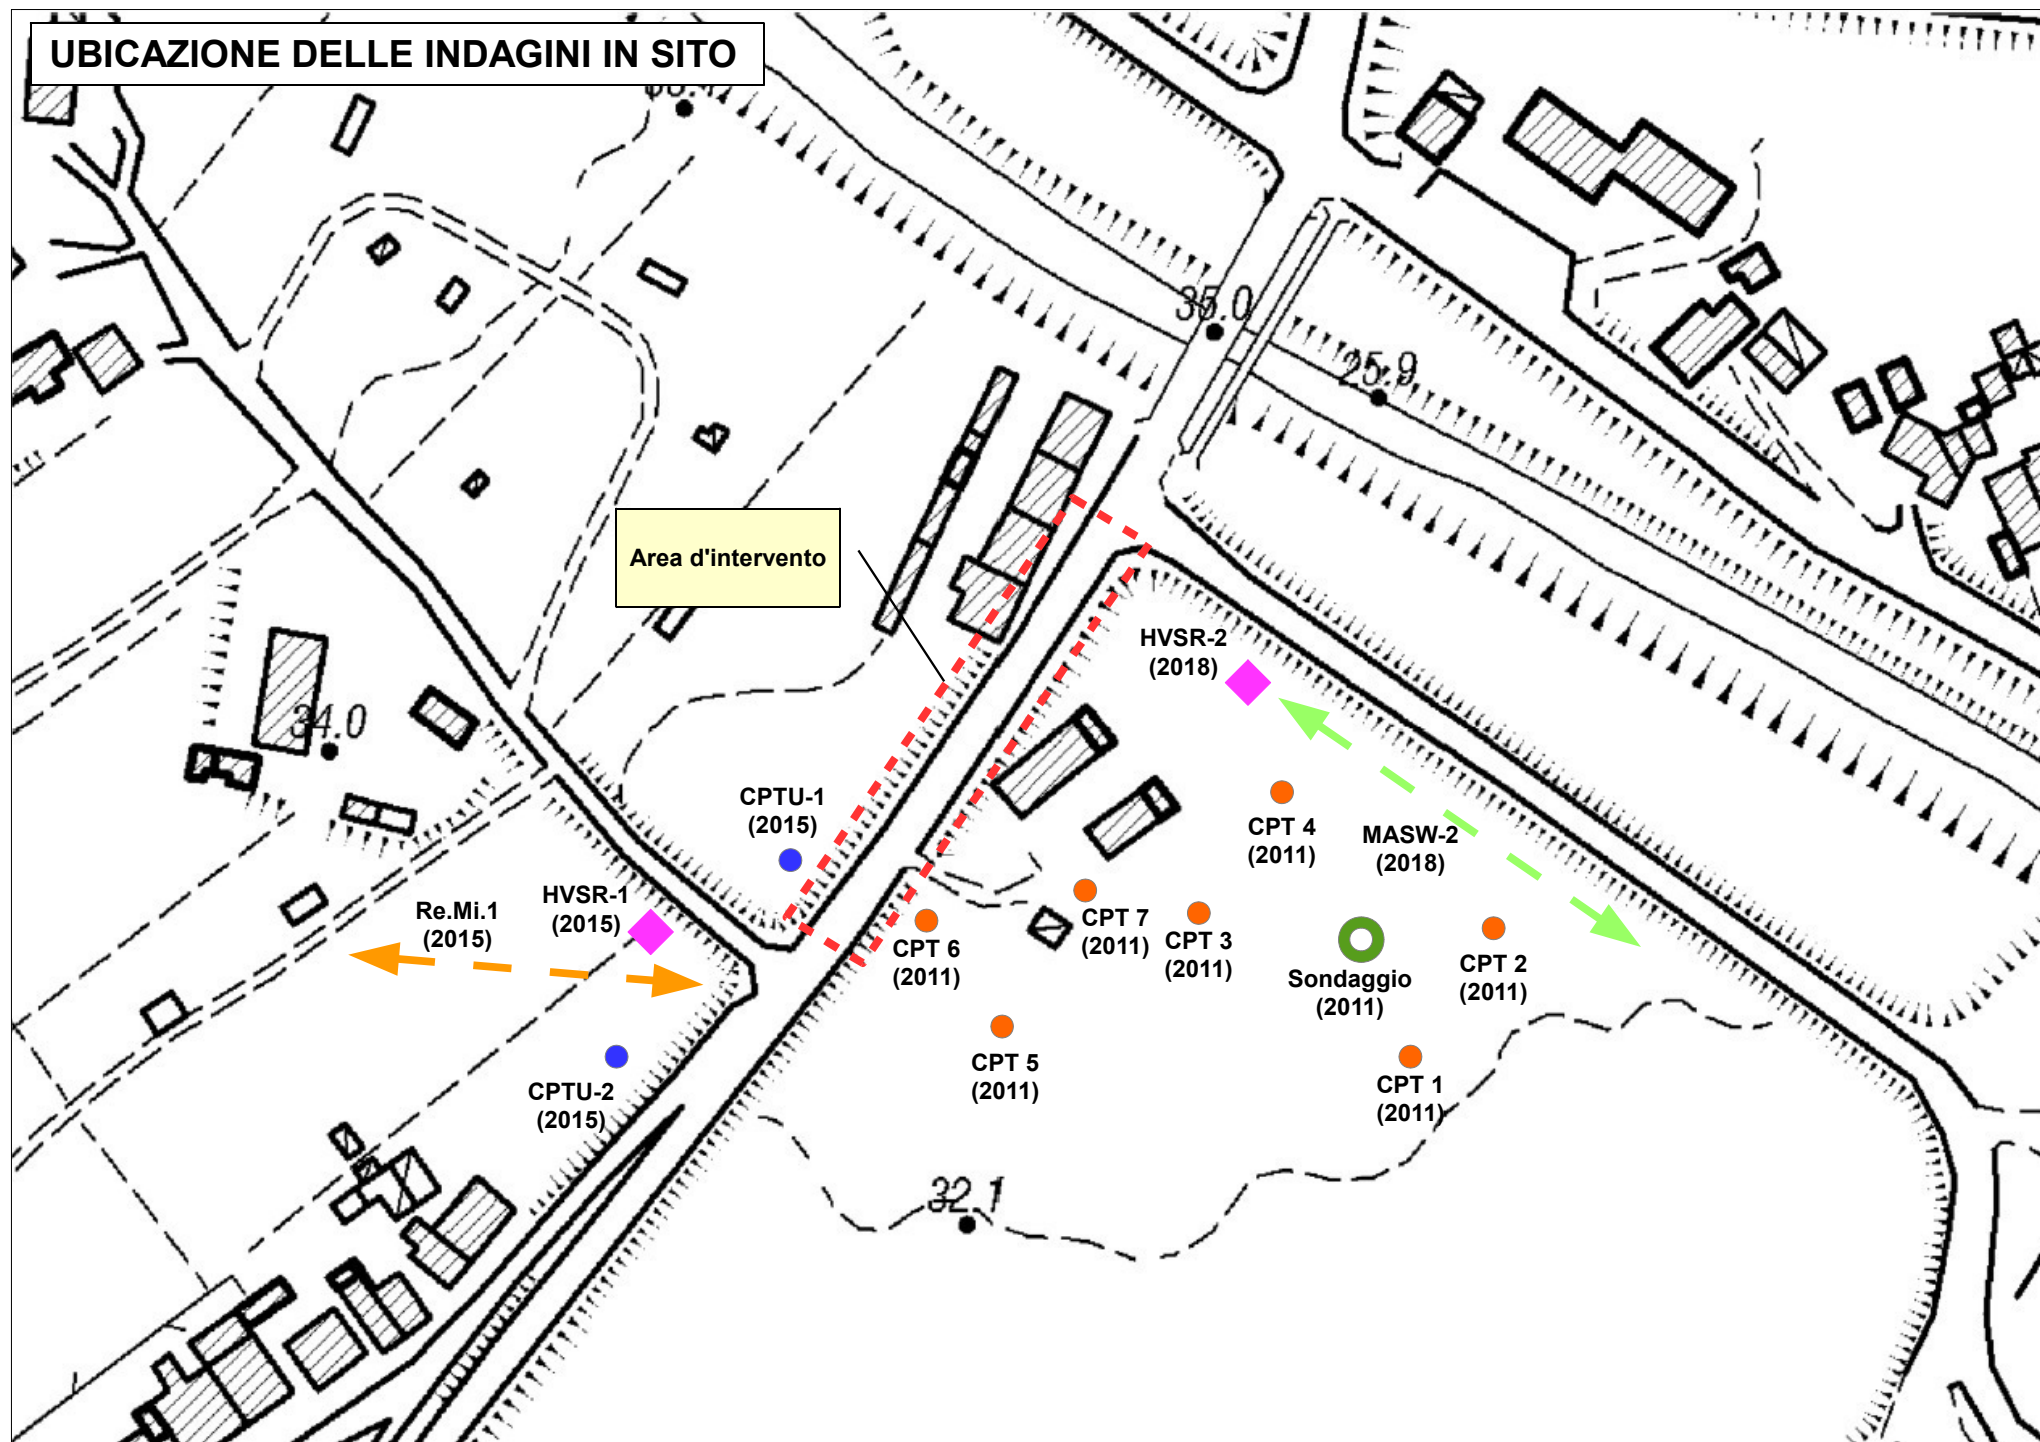 UBICAZIONE DELLE INDAGINI IN SITO
35.0
25.9
Area d'intervento
HVSR-2
(2018)
34.0
CPTU-1
(2015)
CPT 4
(2011)
MASW-2
(2018)
HVSR-1
(2015)
Re.Mi.1
(2015)
CPT 7
(2011)
CPT 3
(2011)
CPT 6
(2011)
CPT 2
(2011)
Sondaggio
(2011)
CPT 5
(2011)
CPT 1
(2011)
CPTU-2
(2015)
32.1